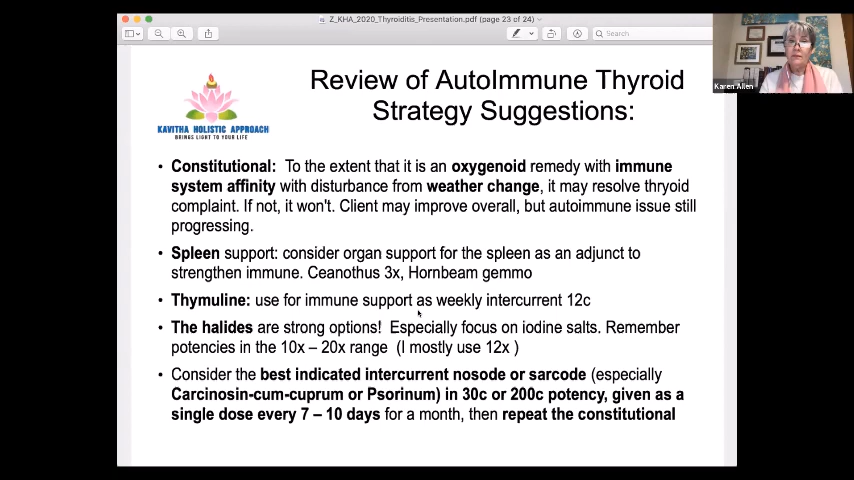 Z_KHA_2020_Thyroiditis_Presentation.pdf (page 23 of 24)
Search
Karen Allen
KAVITHA HOLISTIC APPROACH
BRINGS LIGHT TO YOUR LIFE
Review of AutoImmune Thyroid
Strategy Suggestions:
• Constitutional: To the extent that it is an oxygenoid remedy with immune
system affinity with disturbance from weather change, it may resolve thryoid
complaint. If not, it won't. Client may improve overall, but autoimmune issue still
progressing.
• Spleen support: consider organ support for the spleen as an adjunct to
strengthen immune. Ceanothus 3x, Hornbeam gemmo
• Thymuline: use for immune support as weekly intercurrent 12c
• The halides are strong options! Especially focus on iodine salts. Remember
potencies in the 10x – 20x range (I mostly use 12x )
• Consider the best indicated intercurrent nosode or sarcode (especially
Carcinosin-cum-cuprum or Psorinum) in 30c or 200c potency, given as a
single dose every 7 – 10 days for a month, then repeat the constitutional